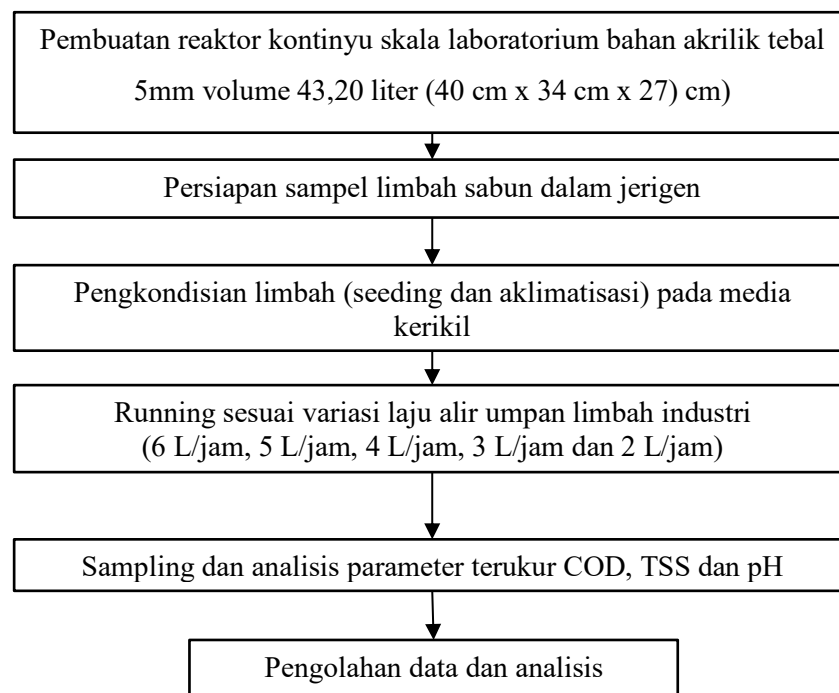 Pembuatan reaktor kontinyu skala laboratorium bahan akrilik tebal
5mm volume 43,20 liter (40 cm x 34 cm x 27) cm)
Persiapan sampel limbah sabun dalam jerigen
Pengkondisian limbah (seeding dan aklimatisasi) pada media
kerikil
Running sesuai variasi laju alir umpan limbah industri
(6 L/jam, 5 L/jam, 4 L/jam, 3 L/jam dan 2 L/jam)
Sampling dan analisis parameter terukur COD, TSS dan pH
Pengolahan data dan analisis